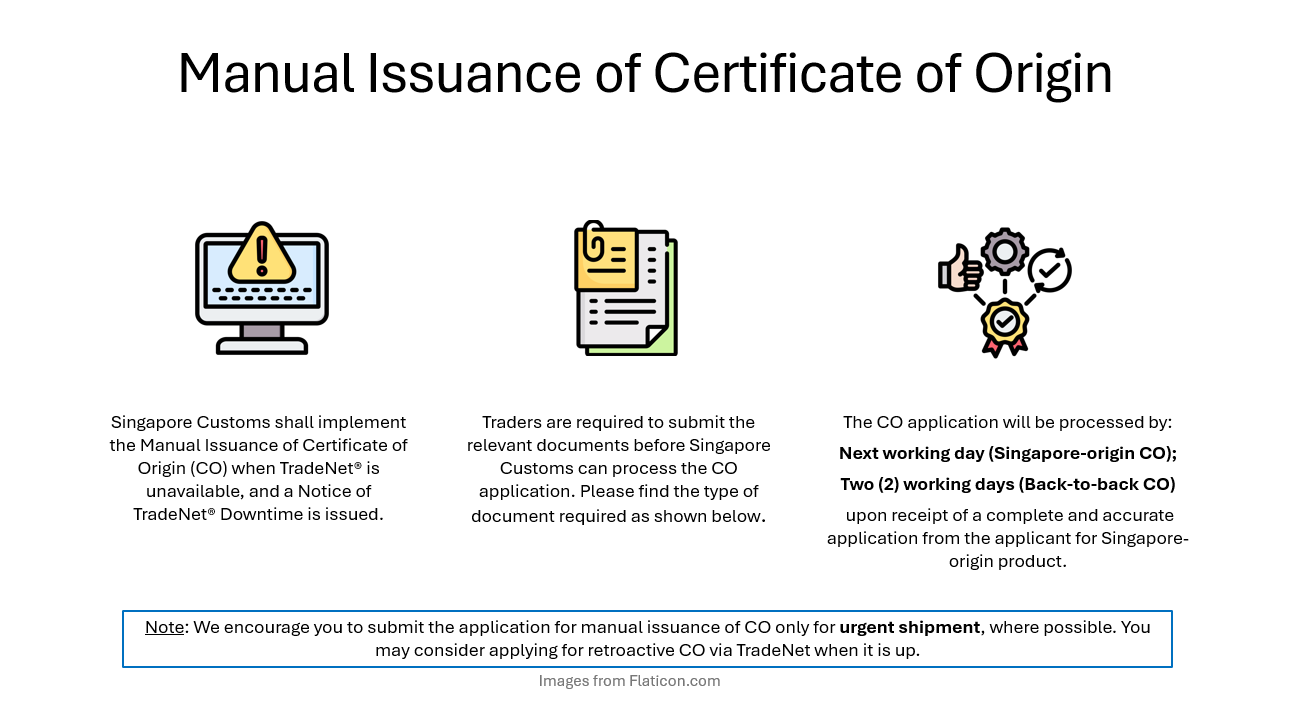 Manual Issuance of Certificate of Origin
Singapore Customs shall implement
the Manual Issuance of Certificate of
Origin (CO) when TradeNet® is
unavailable, and a Notice of
TradeNet® Downtime is issued.
Traders are required to submit the
relevant documents before Singapore
Customs can process the CO
application. Please find the type of
document required as shown below.
The CO application will be processed by:
Next working day (Singapore-origin CO);
Two (2) working days (Back-to-back CO)
upon receipt of a complete and accurate
application from the applicant for Singapore-
origin product.
Note: We encourage you to submit the application for manual issuance of CO only for urgent shipment, where possible. You
may consider applying for retroactive CO via TradeNet when it is up.
Images from Flaticon.com